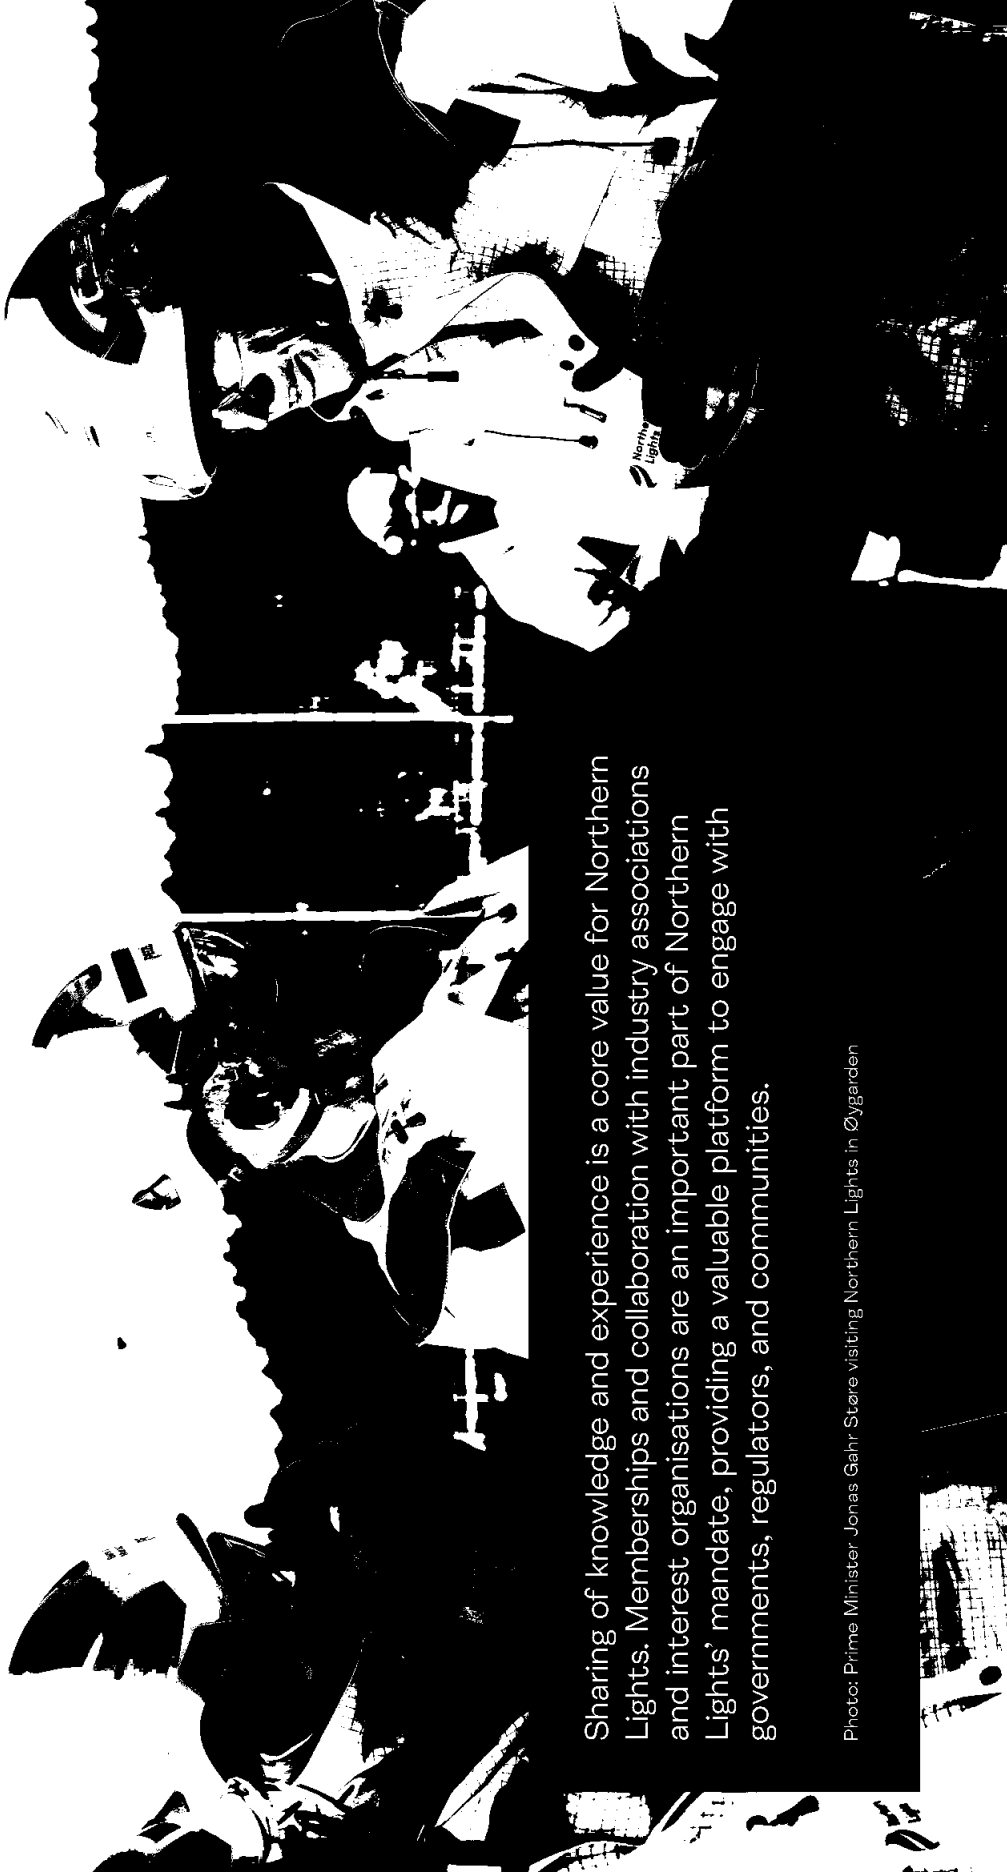 Northe
Lights
Sharing of knowledge and experience is a core value for Northern
Lights. Memberships and collaboration with industry associations
and interest organisations are an important part of Northern
Lights’ mandate, providing a valuable platform to engage with
governments, regulators, and communities.
Photo: Prime Minister Jonas Gahr Støre visiting Northern Lights in Øygarden